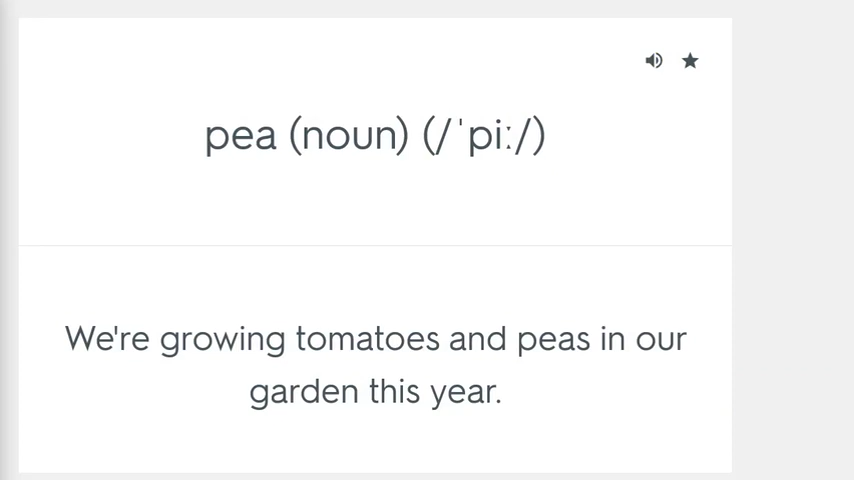 pea (noun) (/ˈpiː/)
We're growing tomatoes and peas in our
garden this year.